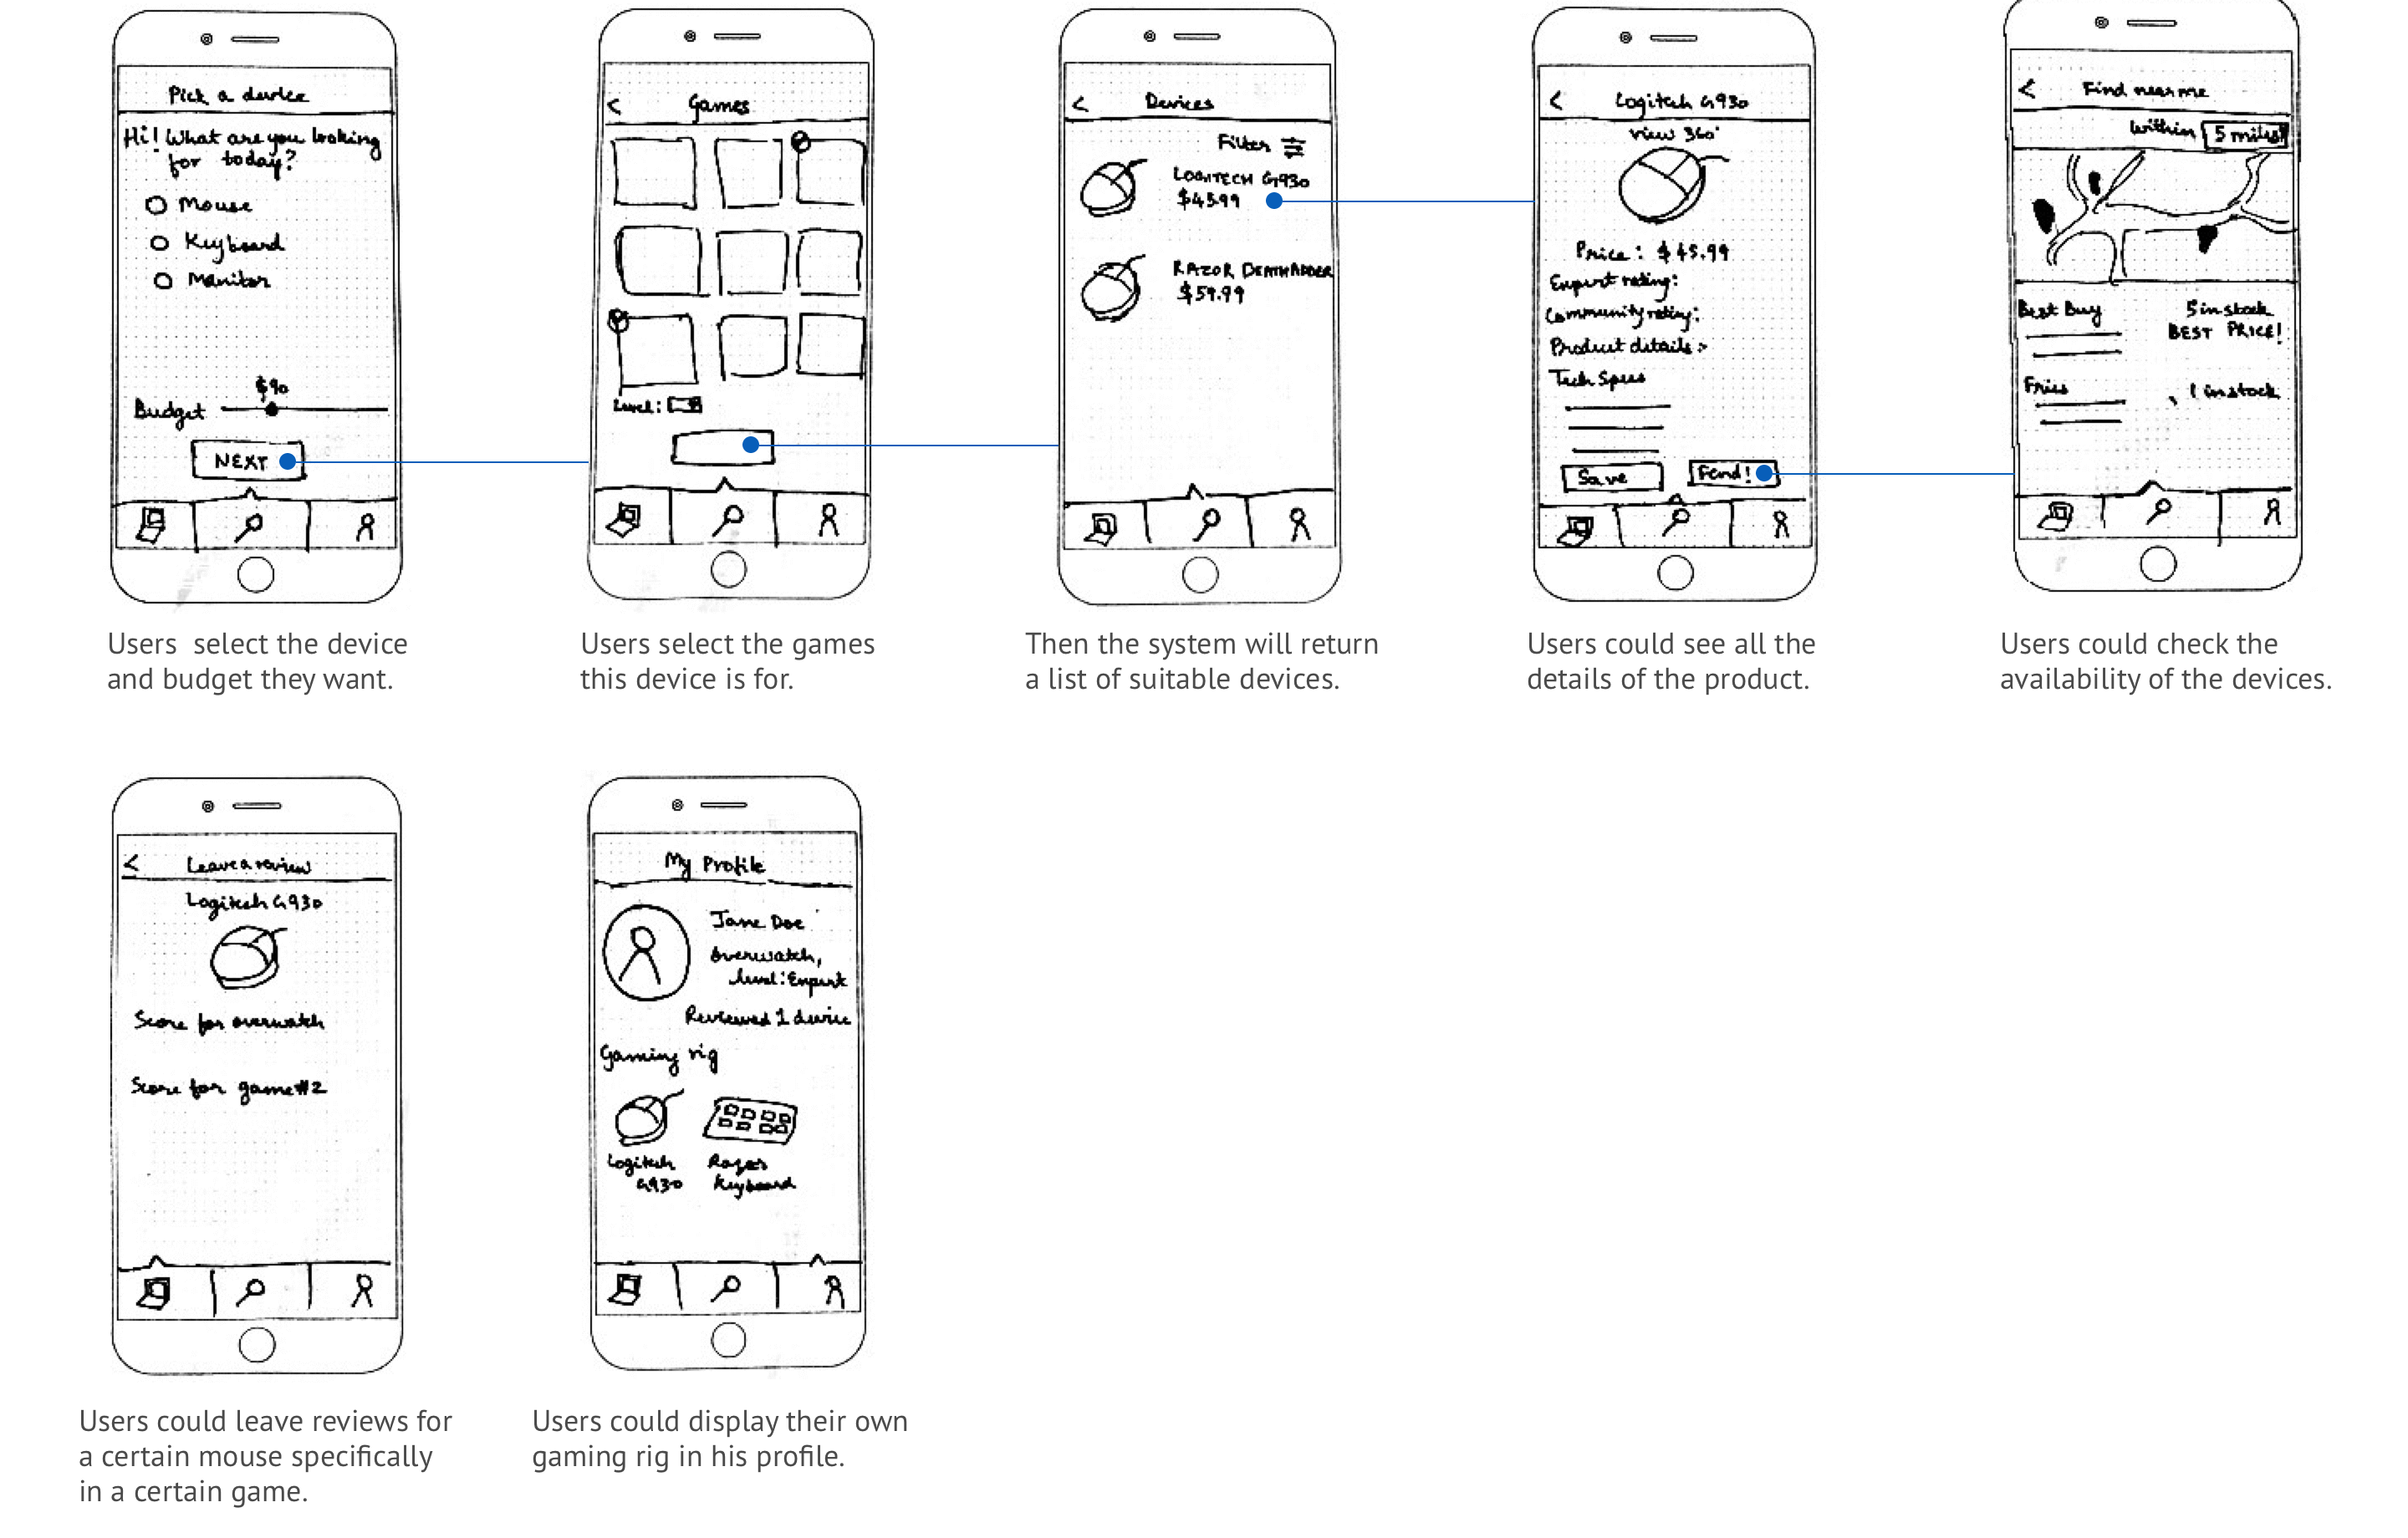 Pick a device
Hi! What are you looking
for today?
Mouse
Keyboard
Monitor
$90
Budget
NEXT
Users select the device
and budget they want.
Games
Level:
Users select the games
this device is for.
Devices
Filter
LOGITECH G930
$45.99
RAZOR DEATHADDER
$59.99
Then the system will return
a list of suitable devices.
Logitech G930
View 360°
Price: $45.99
Expert rating:
Community rating:
Product details:
Tech Specs
Save
Find!
Users could see all the
details of the product.
Find near me
Within 5 miles
Best Buy
5 in stock
BEST PRICE!
Fries
1 in stock
Users could check the
availability of the devices.
Leave a review
Logitech G930
Score for overwatch
Score for game#2
Users could leave reviews for
a certain mouse specifically
in a certain game.
My Profile
Jane Doe
Overwatch,
level: Expert
Reviewed 1 device
Gaming rig
Logitech
G930
Razer
Keyboard
Users could display their own
gaming rig in his profile.